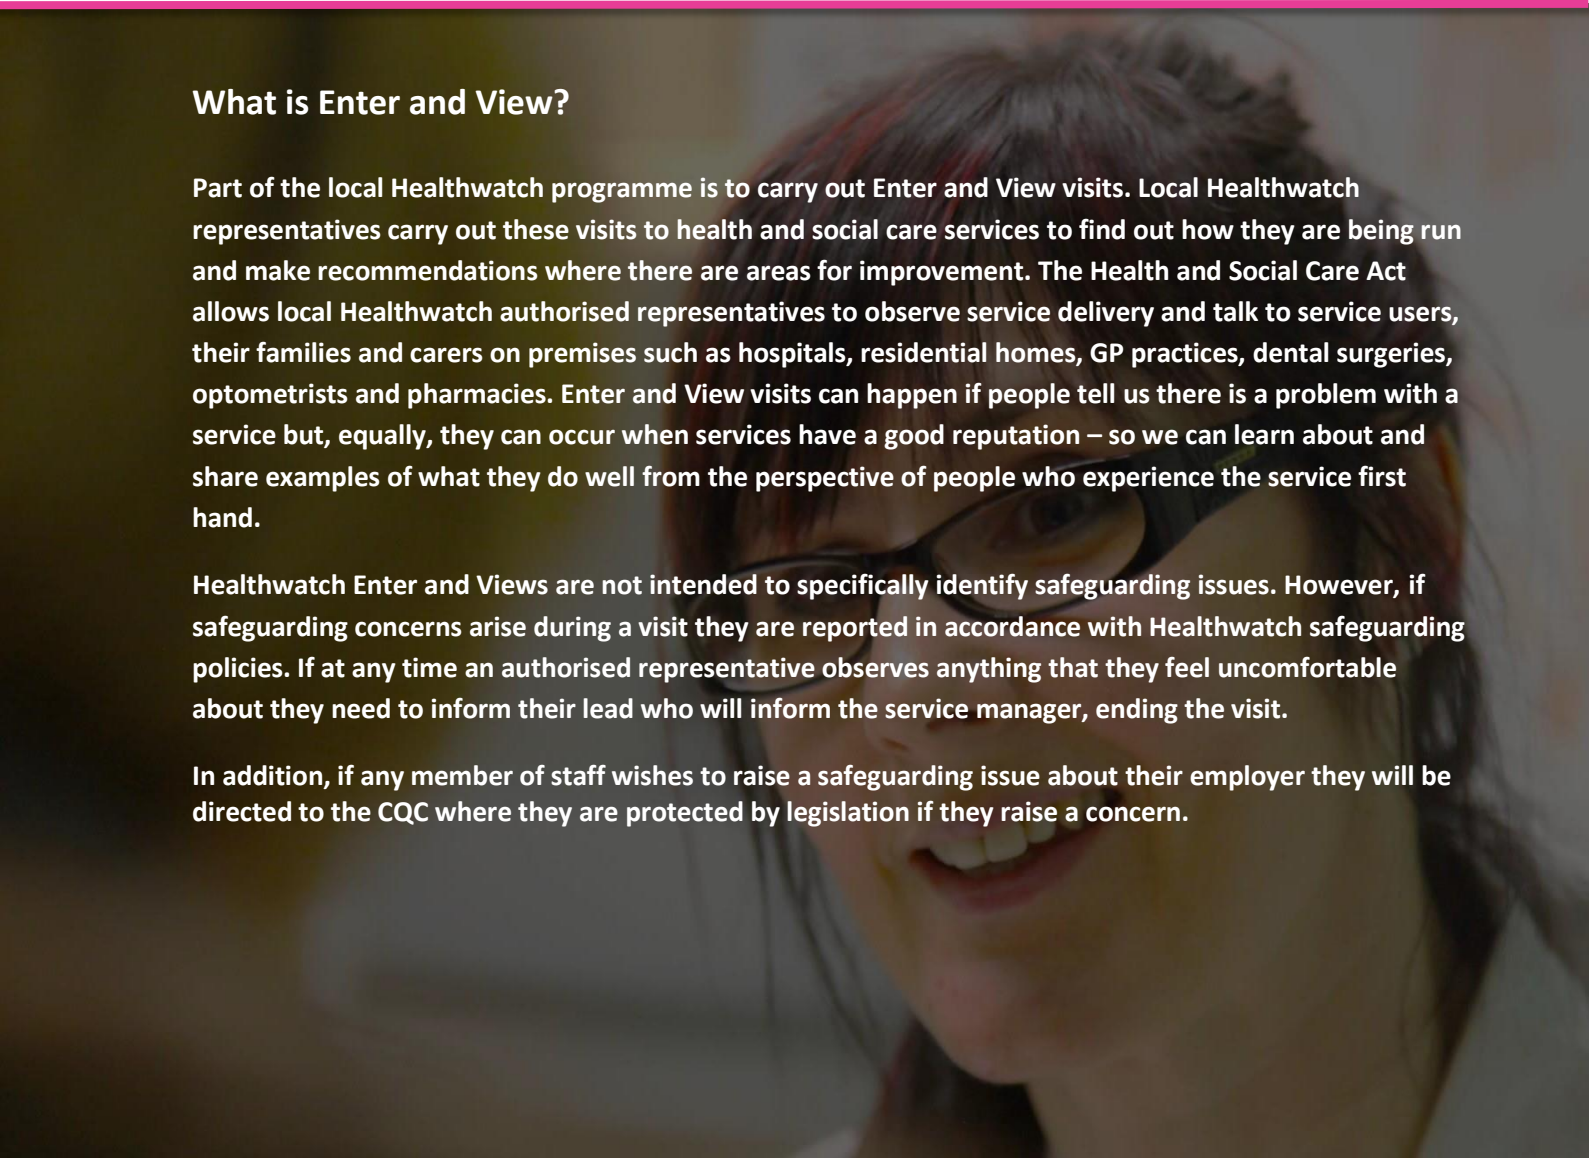 What is Enter and View?
Part of the local Healthwatch programme is to carry out Enter and View visits. Local Healthwatch
representatives carry out these visits to health and social care services to find out how they are being run
and make recommendations where there are areas for improvement. The Health and Social Care Act
allows local Healthwatch authorised representatives to observe service delivery and talk to service users,
their families and carers on premises such as hospitals, residential homes, GP practices, dental surgeries,
optometrists and pharmacies. Enter and View visits can happen if people tell us there is a problem with a
service but, equally, they can occur when services have a good reputation – so we can learn about and
share examples of what they do well from the perspective of people who experience the service first
hand.
Healthwatch Enter and Views are not intended to specifically identify safeguarding issues. However, if
safeguarding concerns arise during a visit they are reported in accordance with Healthwatch safeguarding
policies. If at any time an authorised representative observes anything that they feel uncomfortable
about they need to inform their lead who will inform the service manager, ending the visit.
In addition, if any member of staff wishes to raise a safeguarding issue about their employer they will be
directed to the CQC where they are protected by legislation if they raise a concern.